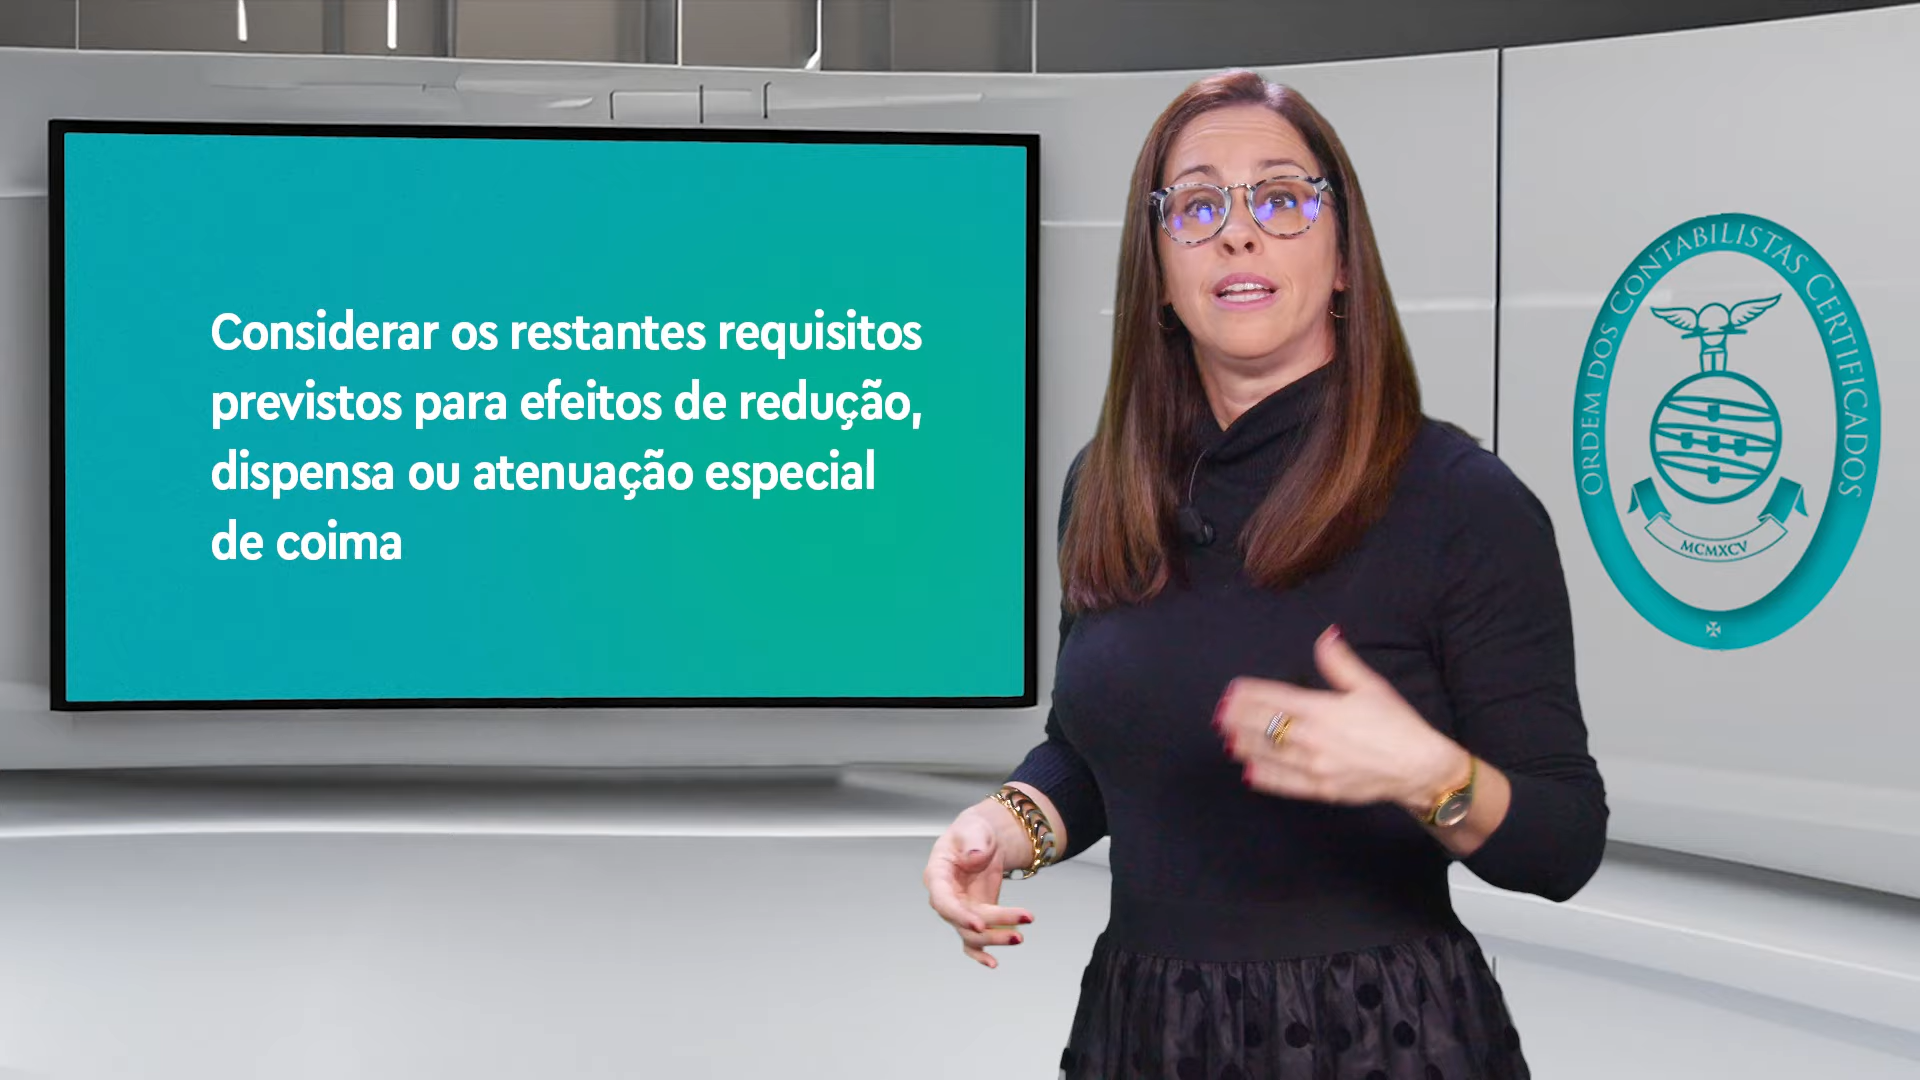 Considerar os restantes requisitos
previstos para efeitos de redução,
dispensa ou atenuação especial
de coima
ORDEM DOS CONTABILISTAS CERTIFICADOS
MCMXCV